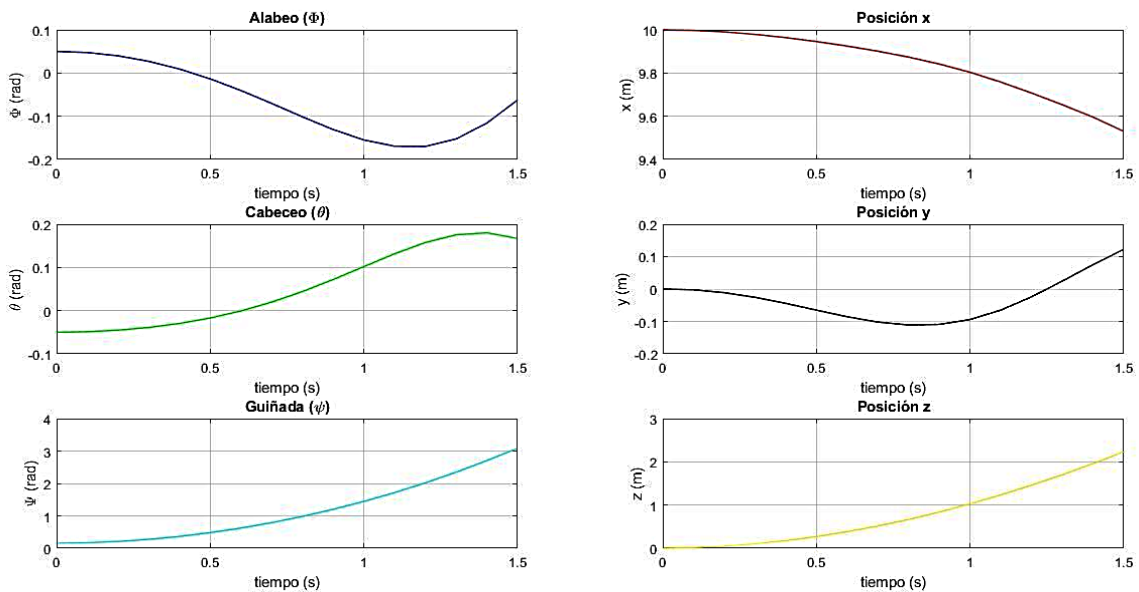 Alabeo (Φ)
0.1
0
-0.1
-0.2
Φ (rad)
0
0.5
1
1.5
tiempo (s)
Posición x
10
9.8
9.6
9.4
x (m)
0
0.5
1
1.5
tiempo (s)
Cabeceo (θ)
0.2
0.1
0
-0.1
θ (rad)
0
0.5
1
1.5
tiempo (s)
Posición y
0.2
0.1
0
-0.1
-0.2
y (m)
0
0.5
1
1.5
tiempo (s)
Guiñada (ψ)
4
3
2
1
0
Ψ (rad)
0
0.5
1
1.5
tiempo (s)
Posición z
3
2
1
0
z (m)
0
0.5
1
1.5
tiempo (s)